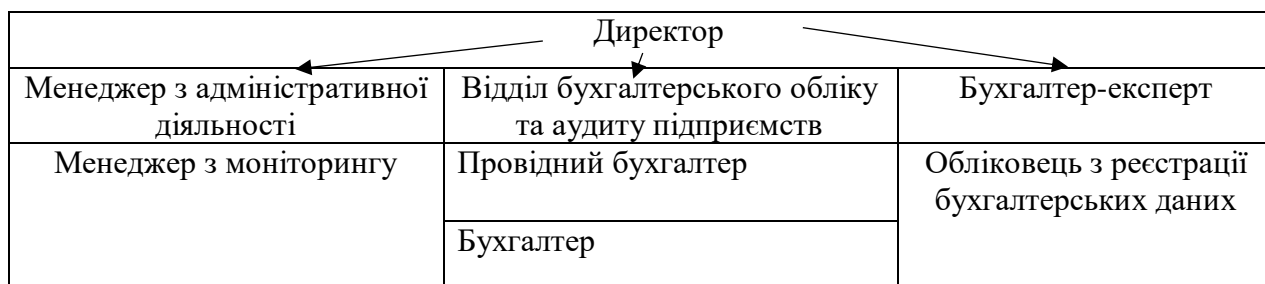 Директор
Менеджер з адміністративної
діяльності
Відділ бухгалтерського обліку
та аудиту підприємств
Бухгалтер-експерт
Менеджер з моніторингу
Провідний бухгалтер
Бухгалтер
Обліковець з реєстрації
бухгалтерських даних